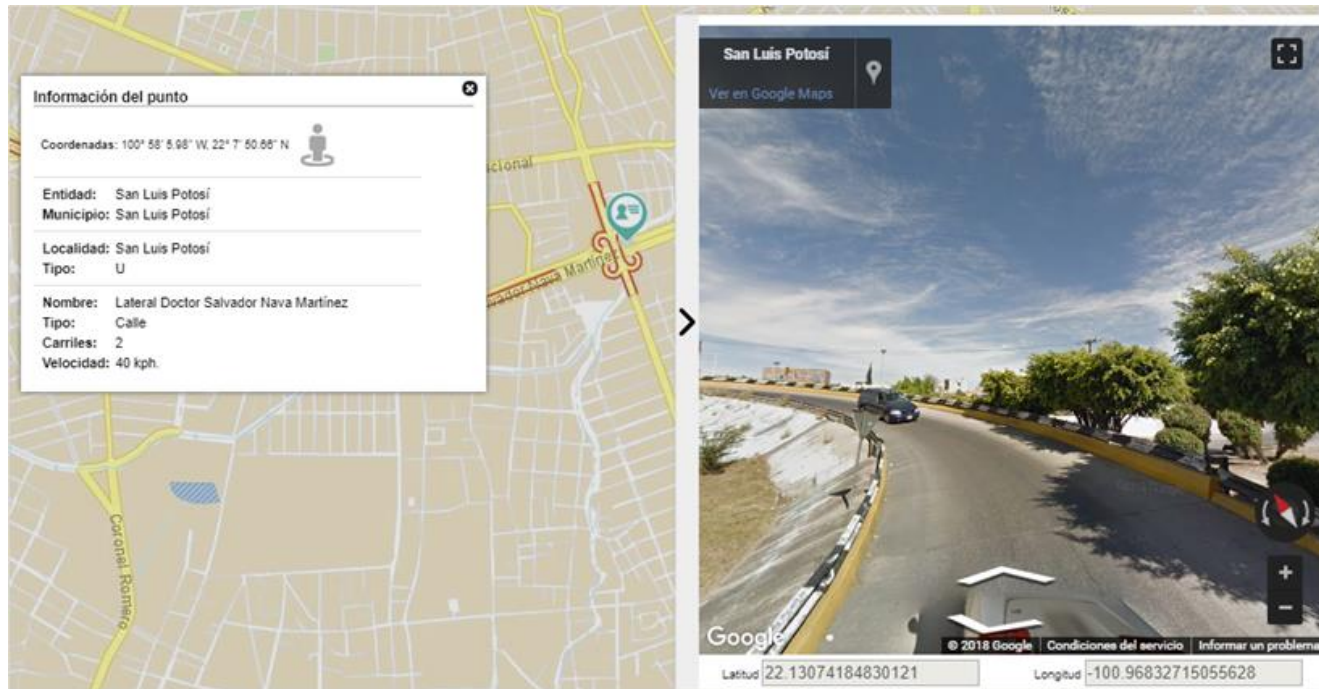 Información del punto
Coordenadas: 100° 58' 5.98" W, 22° 7' 50.66" N
Entidad: San Luis Potosí
Municipio: San Luis Potosí
Localidad: San Luis Potosí
Tipo: U
Nombre: Lateral Doctor Salvador Nava Martínez
Tipo: Calle
Carriles: 2
Velocidad: 40 kph.
cional
ador Nava Martínez
Coronel Romero
San Luis Potosí
Ver en Google Maps
Google
© 2018 Google Condiciones del servicio Informar un problema
Latitud 22.13074184830121 Longitud -100.96832715055628